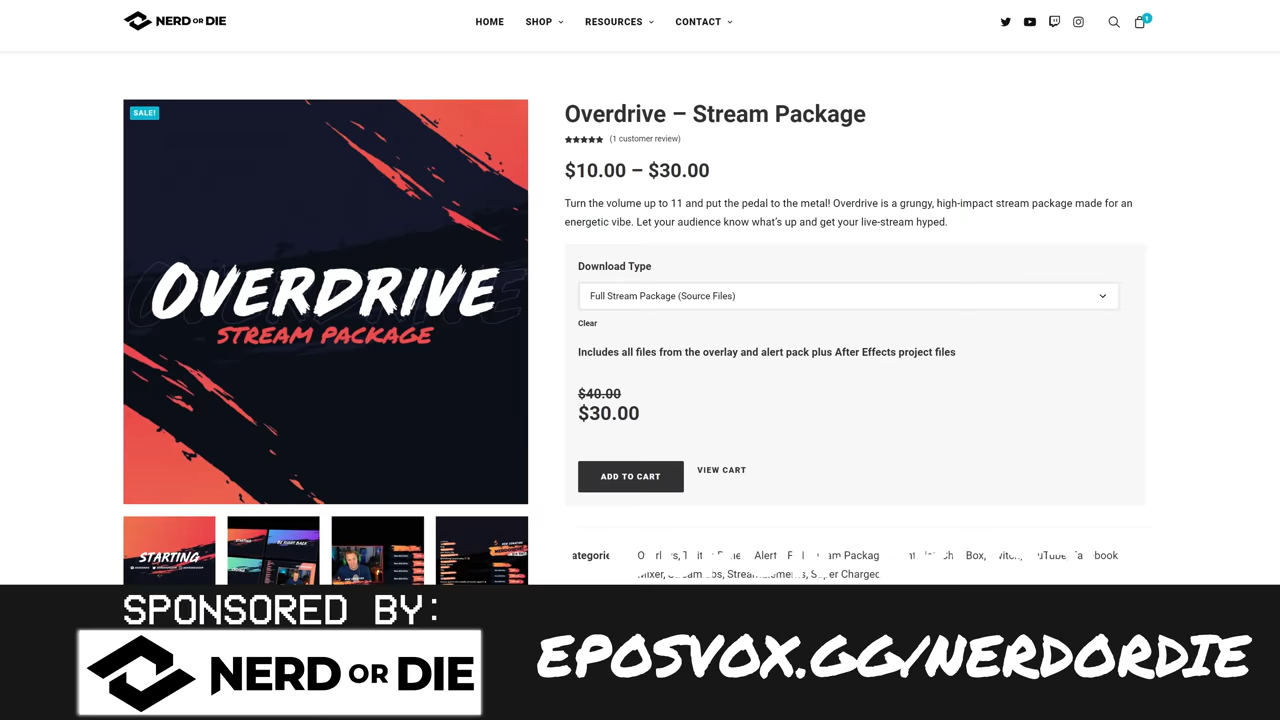 NERD OR DIE
HOME SHOP RESOURCES CONTACT
1
SALE!
OVERDRIVE
STREAM PACKAGE
STARTING
Overdrive – Stream Package
(1 customer review)
$10.00 – $30.00
Turn the volume up to 11 and put the pedal to the metal! Overdrive is a grungy, high-impact stream package made for an
energetic vibe. Let your audience know what's up and get your live-stream hyped.
Download Type
Full Stream Package (Source Files)
Clear
Includes all files from the overlay and alert pack plus After Effects project files
$40.00
$30.00
ADD TO CART VIEW CART
Alert Box,
SPONSORED BY:
NERD OR DIE
EPOSVOX.GG/NERDORDIE